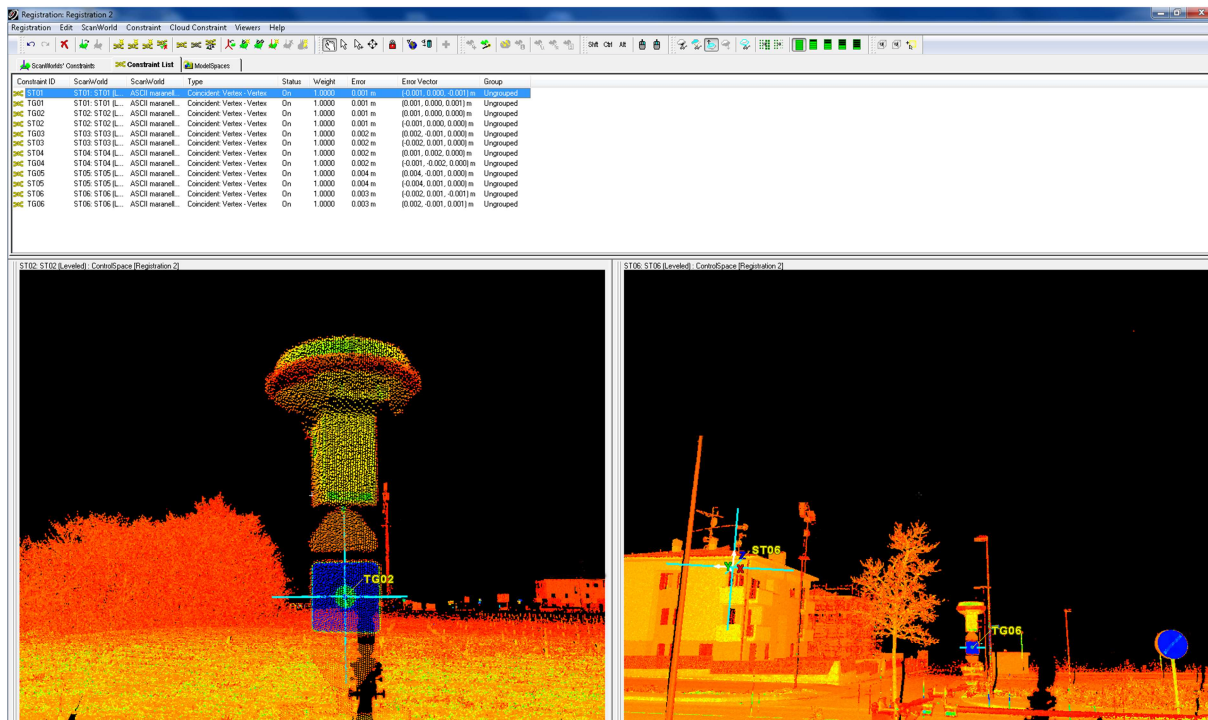 Registration: Registration 2
Registration Edit ScanWorld Constraint Cloud Constraint Viewers Help
Shft Ctrl Alt
ScanWorlds' Constraints Constraint List ModelSpaces
Constraint ID ScanWorld ScanWorld Type Status Weight Error Error Vector Group
ST01 ST01: ST01 (L... ASCII maranell... Coincident: Vertex - Vertex On 1.0000 0.001 m (-0.001, 0.000, -0.001) m Ungrouped
TG01 ST01: ST01 (L... ASCII maranell... Coincident: Vertex - Vertex On 1.0000 0.001 m (0.001, 0.000, 0.001) m Ungrouped
TG02 ST02: ST02 (L... ASCII maranell... Coincident: Vertex - Vertex On 1.0000 0.001 m (0.001, 0.000, 0.000) m Ungrouped
ST02 ST02: ST02 (L... ASCII maranell... Coincident: Vertex - Vertex On 1.0000 0.001 m (-0.001, 0.000, 0.000) m Ungrouped
TG03 ST03: ST03 (L... ASCII maranell... Coincident: Vertex - Vertex On 1.0000 0.002 m (0.002, -0.001, 0.000) m Ungrouped
ST03 ST03: ST03 (L... ASCII maranell... Coincident: Vertex - Vertex On 1.0000 0.002 m (-0.002, 0.001, 0.000) m Ungrouped
ST04 ST04: ST04 (L... ASCII maranell... Coincident: Vertex - Vertex On 1.0000 0.002 m (0.001, 0.002, 0.000) m Ungrouped
TG04 ST04: ST04 (L... ASCII maranell... Coincident: Vertex - Vertex On 1.0000 0.002 m (-0.001, -0.002, 0.000) m Ungrouped
TG05 ST05: ST05 (L... ASCII maranell... Coincident: Vertex - Vertex On 1.0000 0.004 m (0.004, -0.001, 0.000) m Ungrouped
ST05 ST05: ST05 (L... ASCII maranell... Coincident: Vertex - Vertex On 1.0000 0.004 m (-0.004, 0.001, 0.000) m Ungrouped
ST06 ST06: ST06 (L... ASCII maranell... Coincident: Vertex - Vertex On 1.0000 0.003 m (-0.002, 0.001, -0.001) m Ungrouped
TG06 ST06: ST06 (L... ASCII maranell... Coincident: Vertex - Vertex On 1.0000 0.003 m (0.002, -0.001, 0.001) m Ungrouped
ST02: ST02 (Leveled) : ControlSpace [Registration 2]
ST06: ST06 (Leveled) : ControlSpace [Registration 2]
TG02
ST06
TG06